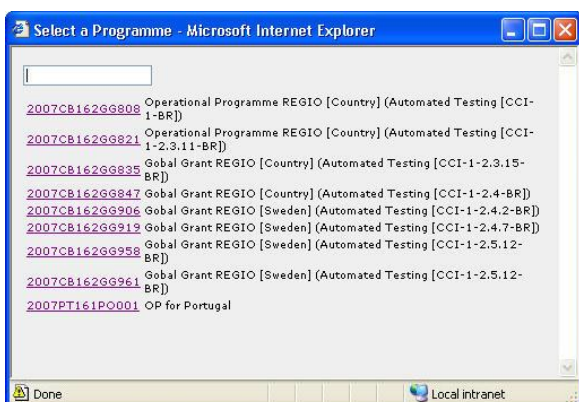 Select a Programme - Microsoft Internet Explorer
2007CB162GG808 Operational Programme REGIO [Country] (Automated Testing [CCI-
1-BR])
2007CB162GG821 Operational Programme REGIO [Country] (Automated Testing [CCI-
1-2.3.11-BR])
2007CB162GG835 Gobal Grant REGIO [Country] (Automated Testing [CCI-1-2.3.15-
BR])
2007CB162GG847 Gobal Grant REGIO [Country] (Automated Testing [CCI-1-2.4-BR])
2007CB162GG906 Gobal Grant REGIO [Sweden] (Automated Testing [CCI-1-2.4.2-BR])
2007CB162GG919 Gobal Grant REGIO [Sweden] (Automated Testing [CCI-1-2.4.7-BR])
2007CB162GG958 Gobal Grant REGIO [Sweden] (Automated Testing [CCI-1-2.5.12-
BR])
2007CB162GG961 Gobal Grant REGIO [Sweden] (Automated Testing [CCI-1-2.5.12-
BR])
2007PT161PO001 OP for Portugal
Done Local intranet